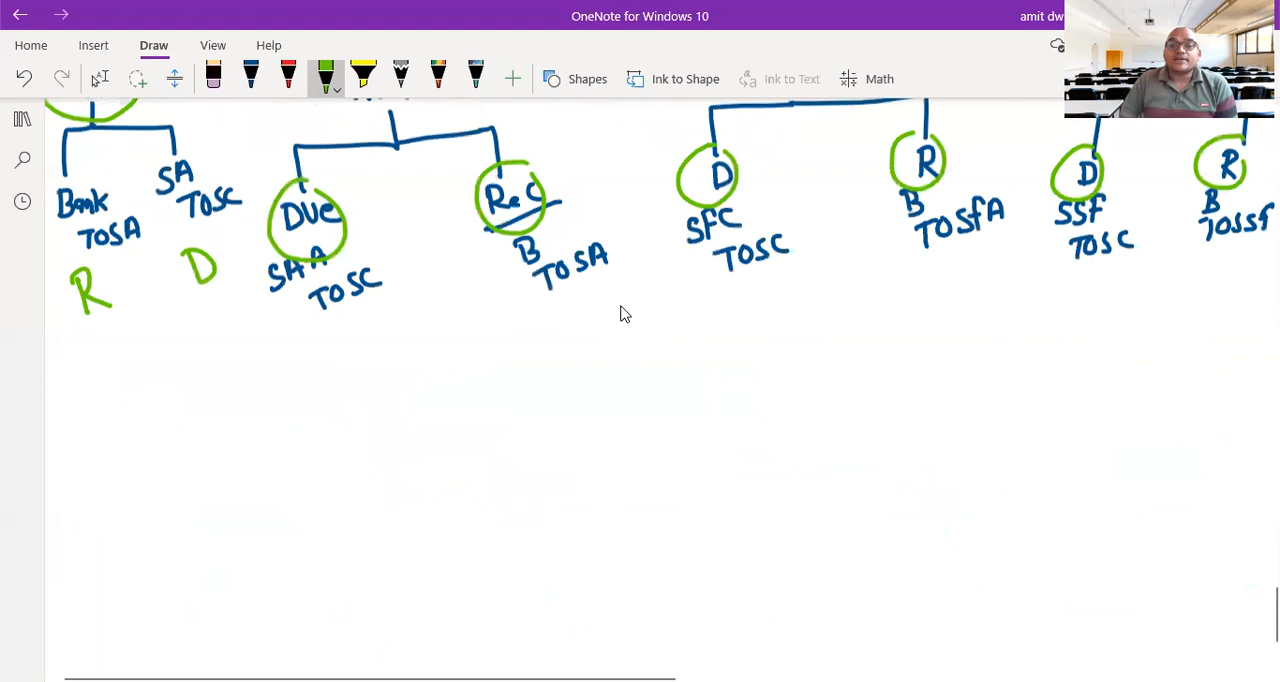 OneNote for Windows 10
amit dw
Home Insert Draw View Help
Shapes Ink to Shape Ink to Text Math
Bank
TOSA
SA
TOSC
R
D
DUE
SAA
TOSC
ReC
B
TOSA
D
SFC
TOSC
R
B
TOSfA
D
SSf
TOSC
R
B
TOSSf